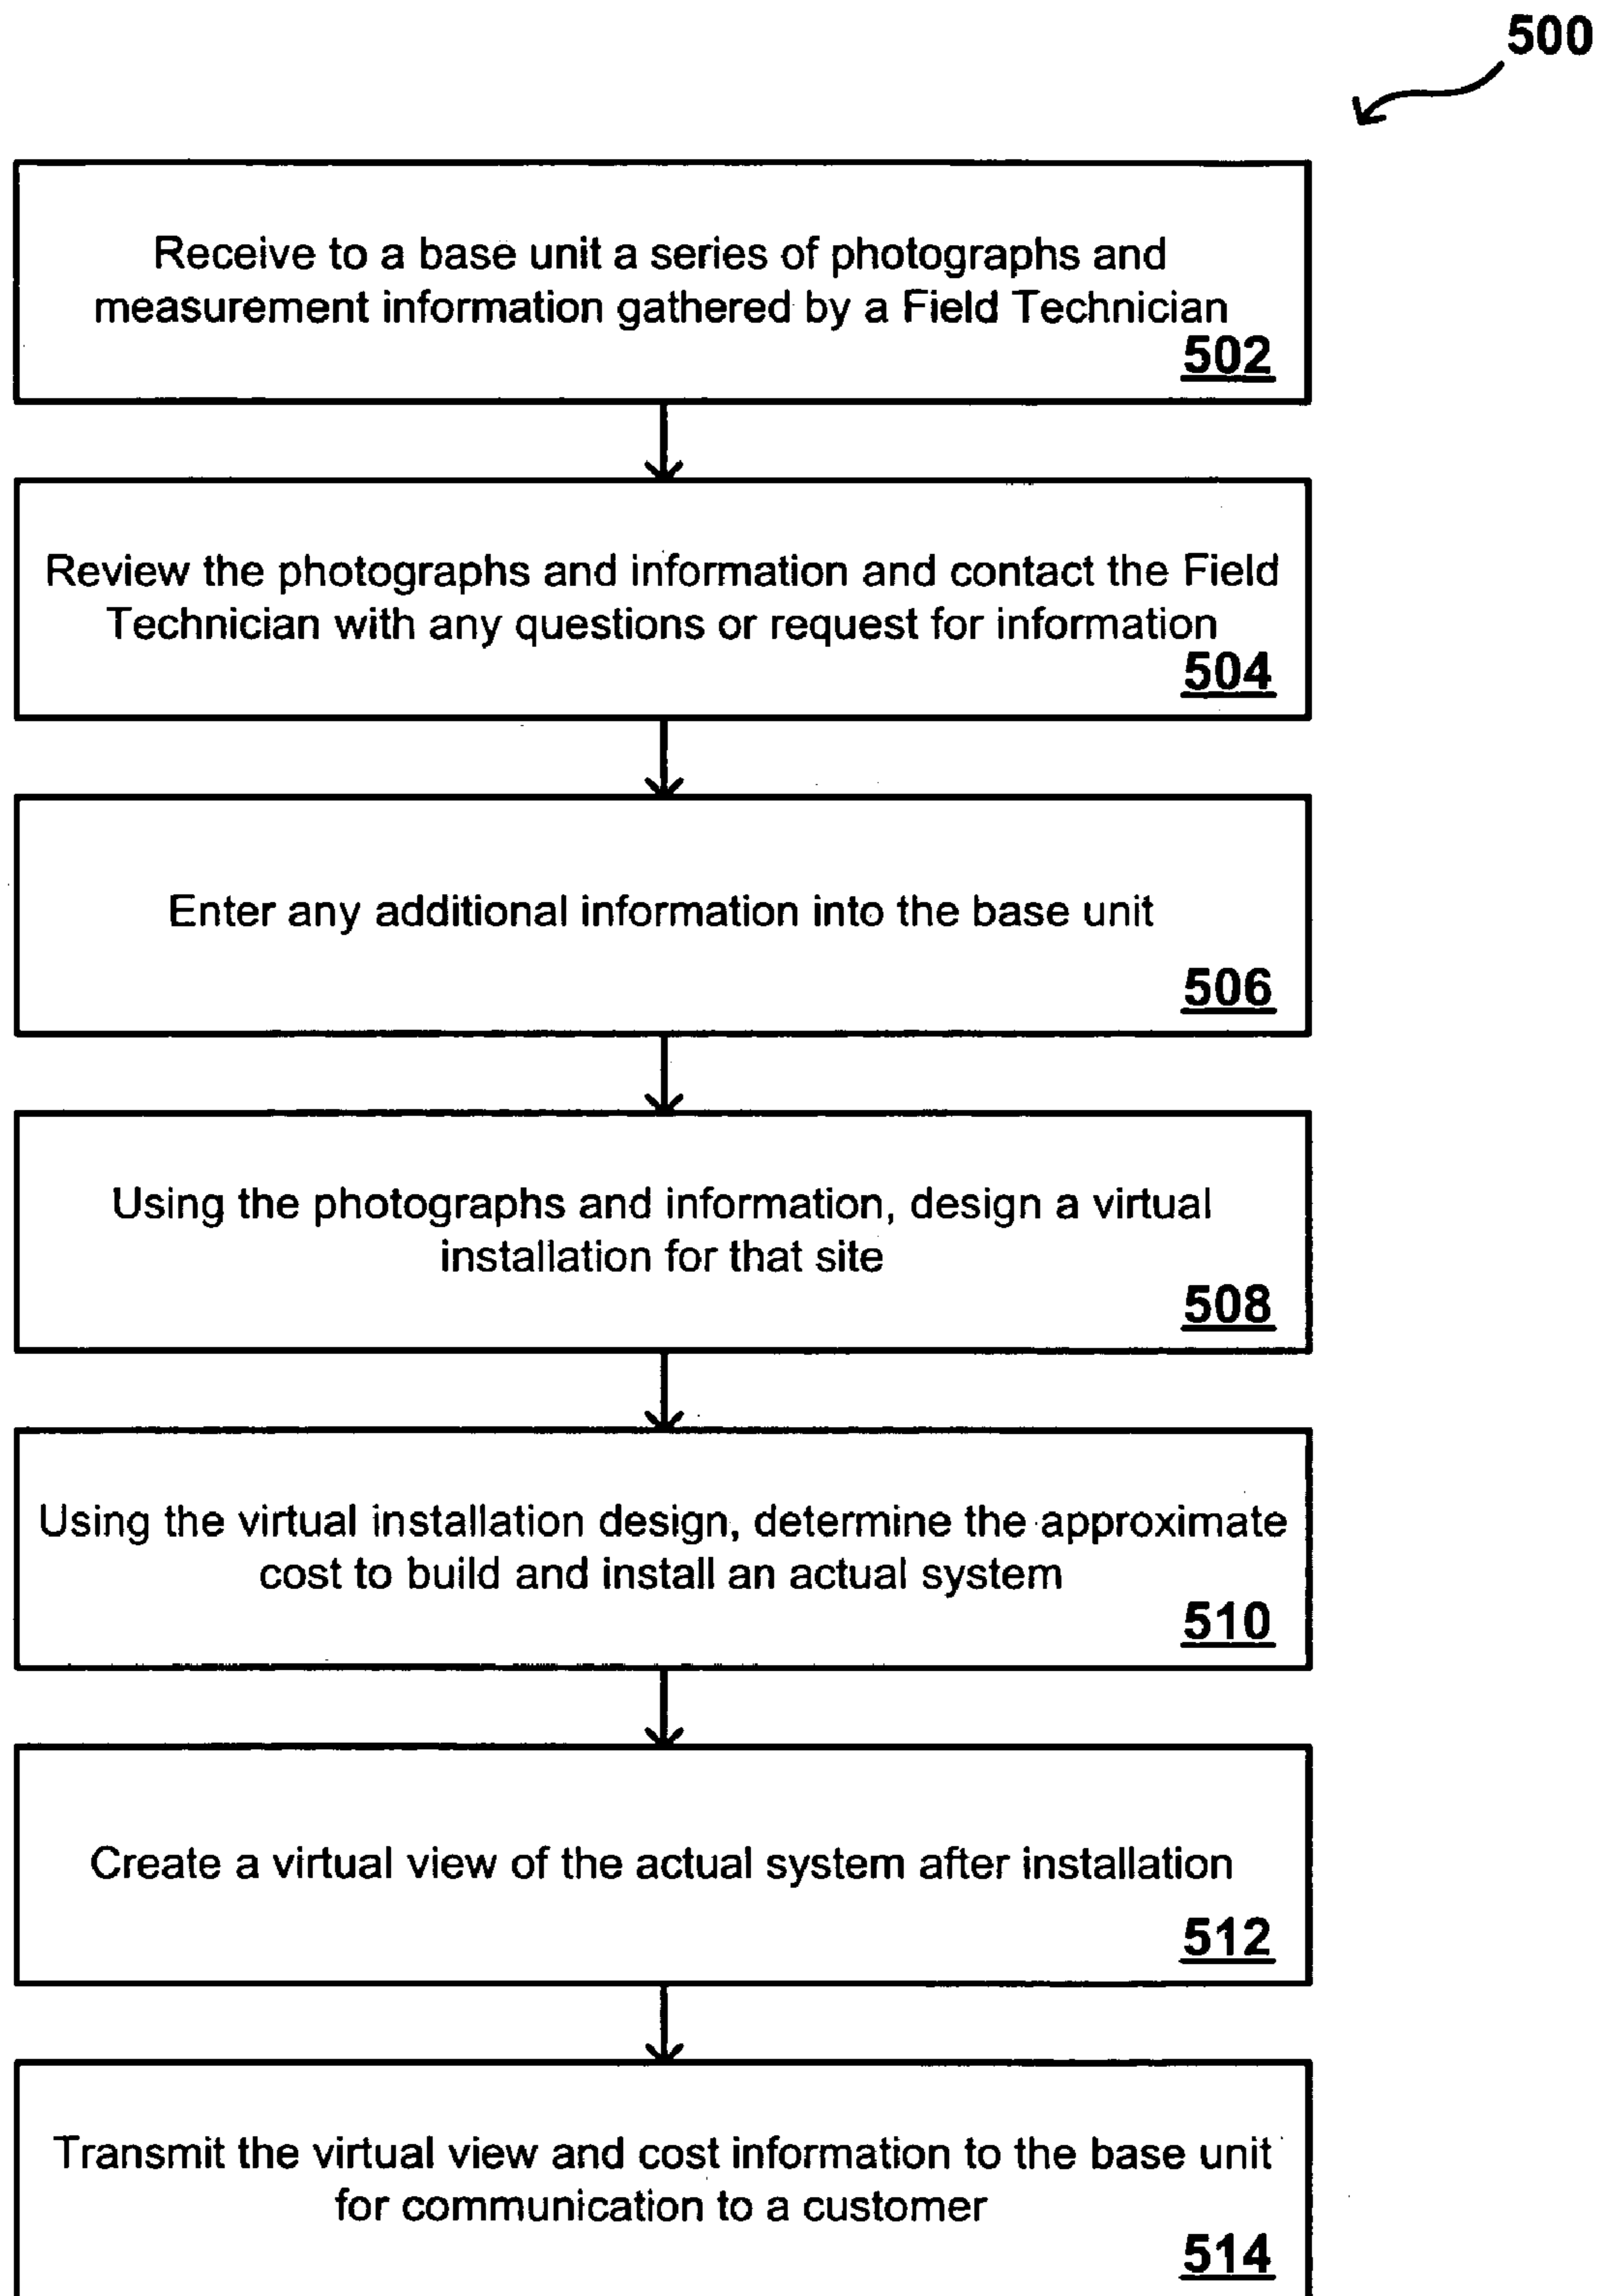 500
Receive to a base unit a series of photographs and
measurement information gathered by a Field Technician
502
Review the photographs and information and contact the Field
Technician with any questions or request for information
504
Enter any additional information into the base unit
506
Using the photographs and information, design a virtual
installation for that site
508
Using the virtual installation design, determine the approximate
cost to build and install an actual system
510
Create a virtual view of the actual system after installation
512
Transmit the virtual view and cost information to the base unit
for communication to a customer
514